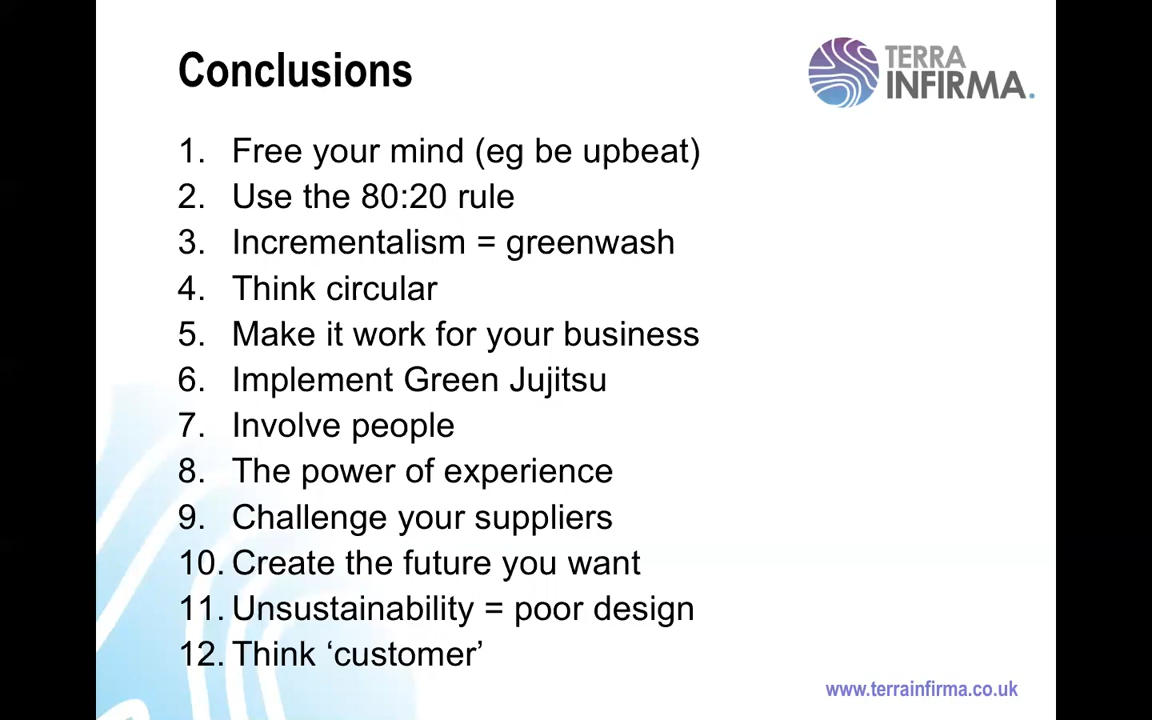 Conclusions
TERRA
INFIRMA.
1. Free your mind (eg be upbeat)
2. Use the 80:20 rule
3. Incrementalism = greenwash
4. Think circular
5. Make it work for your business
6. Implement Green Jujitsu
7. Involve people
8. The power of experience
9. Challenge your suppliers
10. Create the future you want
11. Unsustainability = poor design
12. Think ‘customer’
www.terrainfirma.co.uk